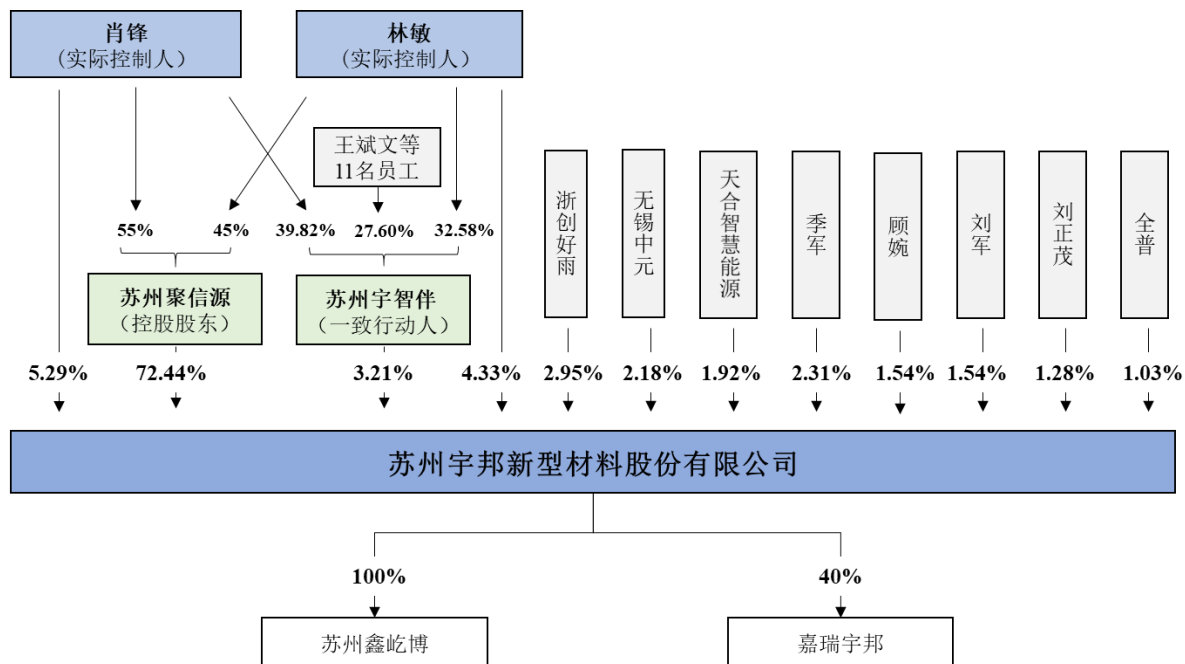 肖锋
（实际控制人）
林敏
（实际控制人）
王斌文等
11名员工
55%
45%
39.82%
27.60%
32.58%
苏州聚信源
（控股股东）
苏州宇智伴
（一致行动人）
浙创好雨
无锡中元
天合智慧能源
季军
顾婉
刘军
刘正茂
全普
5.29%
72.44%
3.21%
4.33%
2.95%
2.18%
1.92%
2.31%
1.54%
1.54%
1.28%
1.03%
苏州宇邦新型材料股份有限公司
100%
40%
苏州鑫屹博
嘉瑞宇邦